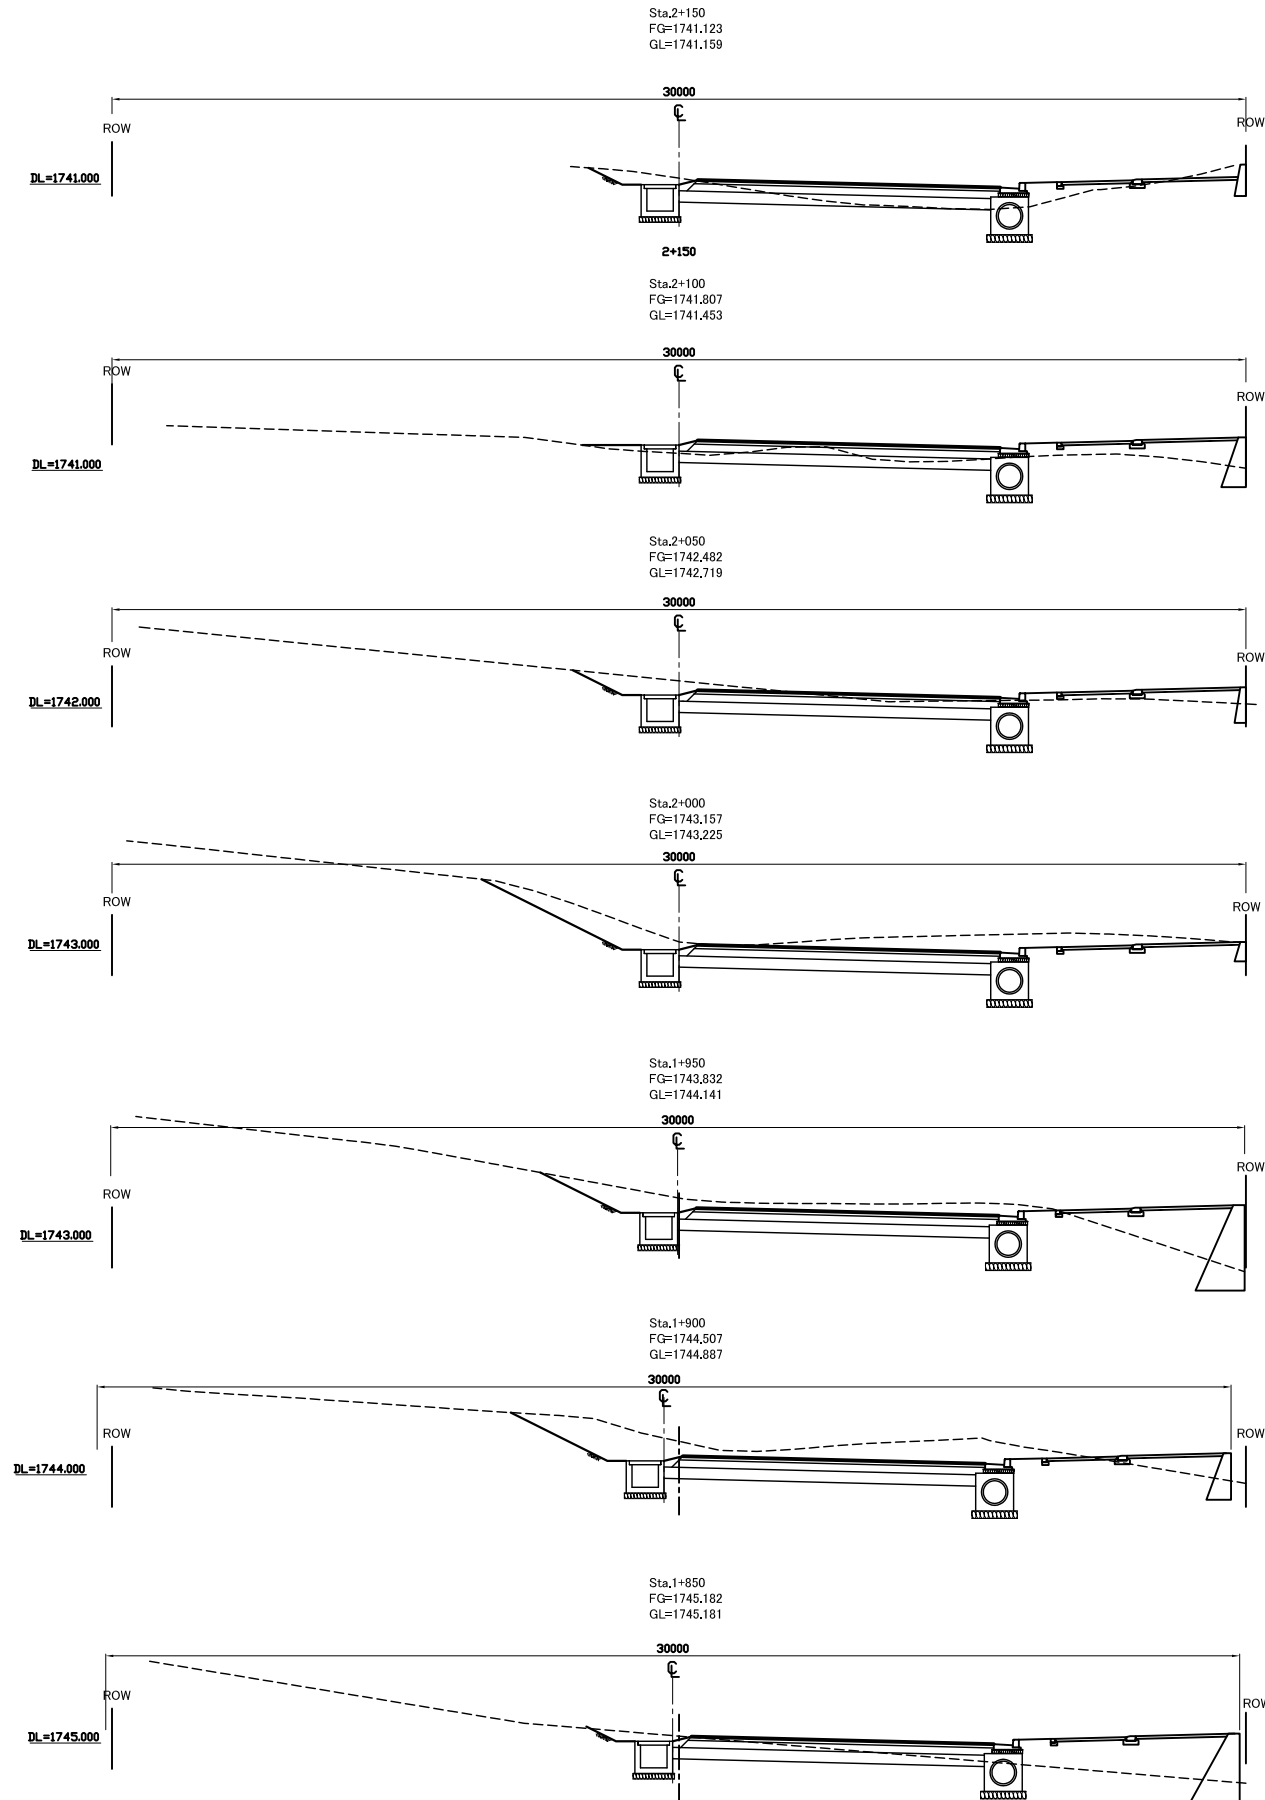 Sta.2+150
FG=1741.123
GL=1741.159
30000
℄
ROW
ROW
DL=1741.000
2+150
Sta.2+100
FG=1741.807
GL=1741.453
30000
℄
ROW
ROW
DL=1741.000
Sta.2+050
FG=1742.482
GL=1742.719
30000
℄
ROW
ROW
DL=1742.000
Sta.2+000
FG=1743.157
GL=1743.225
30000
℄
ROW
ROW
DL=1743.000
Sta.1+950
FG=1743.832
GL=1744.141
30000
℄
ROW
ROW
DL=1743.000
Sta.1+900
FG=1744.507
GL=1744.887
30000
℄
ROW
ROW
DL=1744.000
Sta.1+850
FG=1745.182
GL=1745.181
30000
℄
ROW
ROW
DL=1745.000